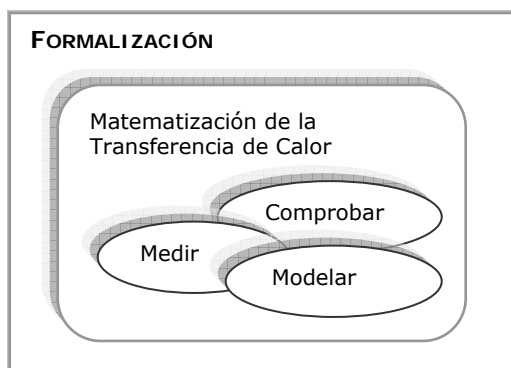 FORMALIZACIÓN
Matematización de la
Transferencia de Calor
Comprobar
Medir
Modelar